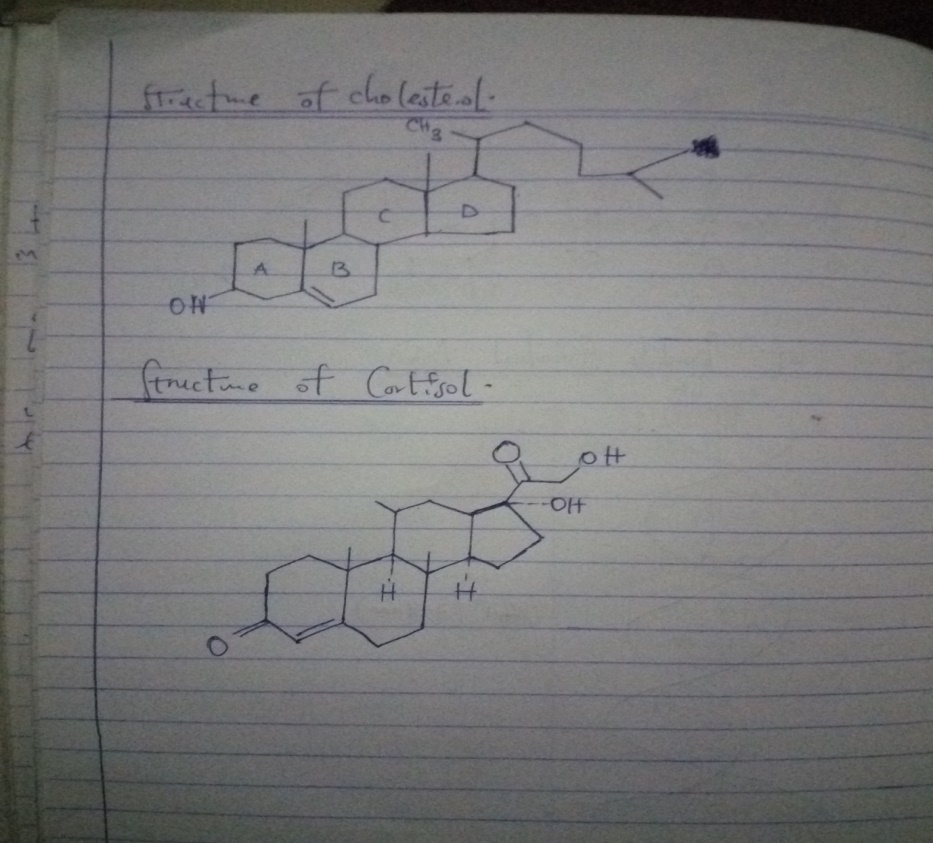 Structure of cholesterol.
CH3
C D
A B
OH
Structure of Cortisol.
O OH
OH
H H
O